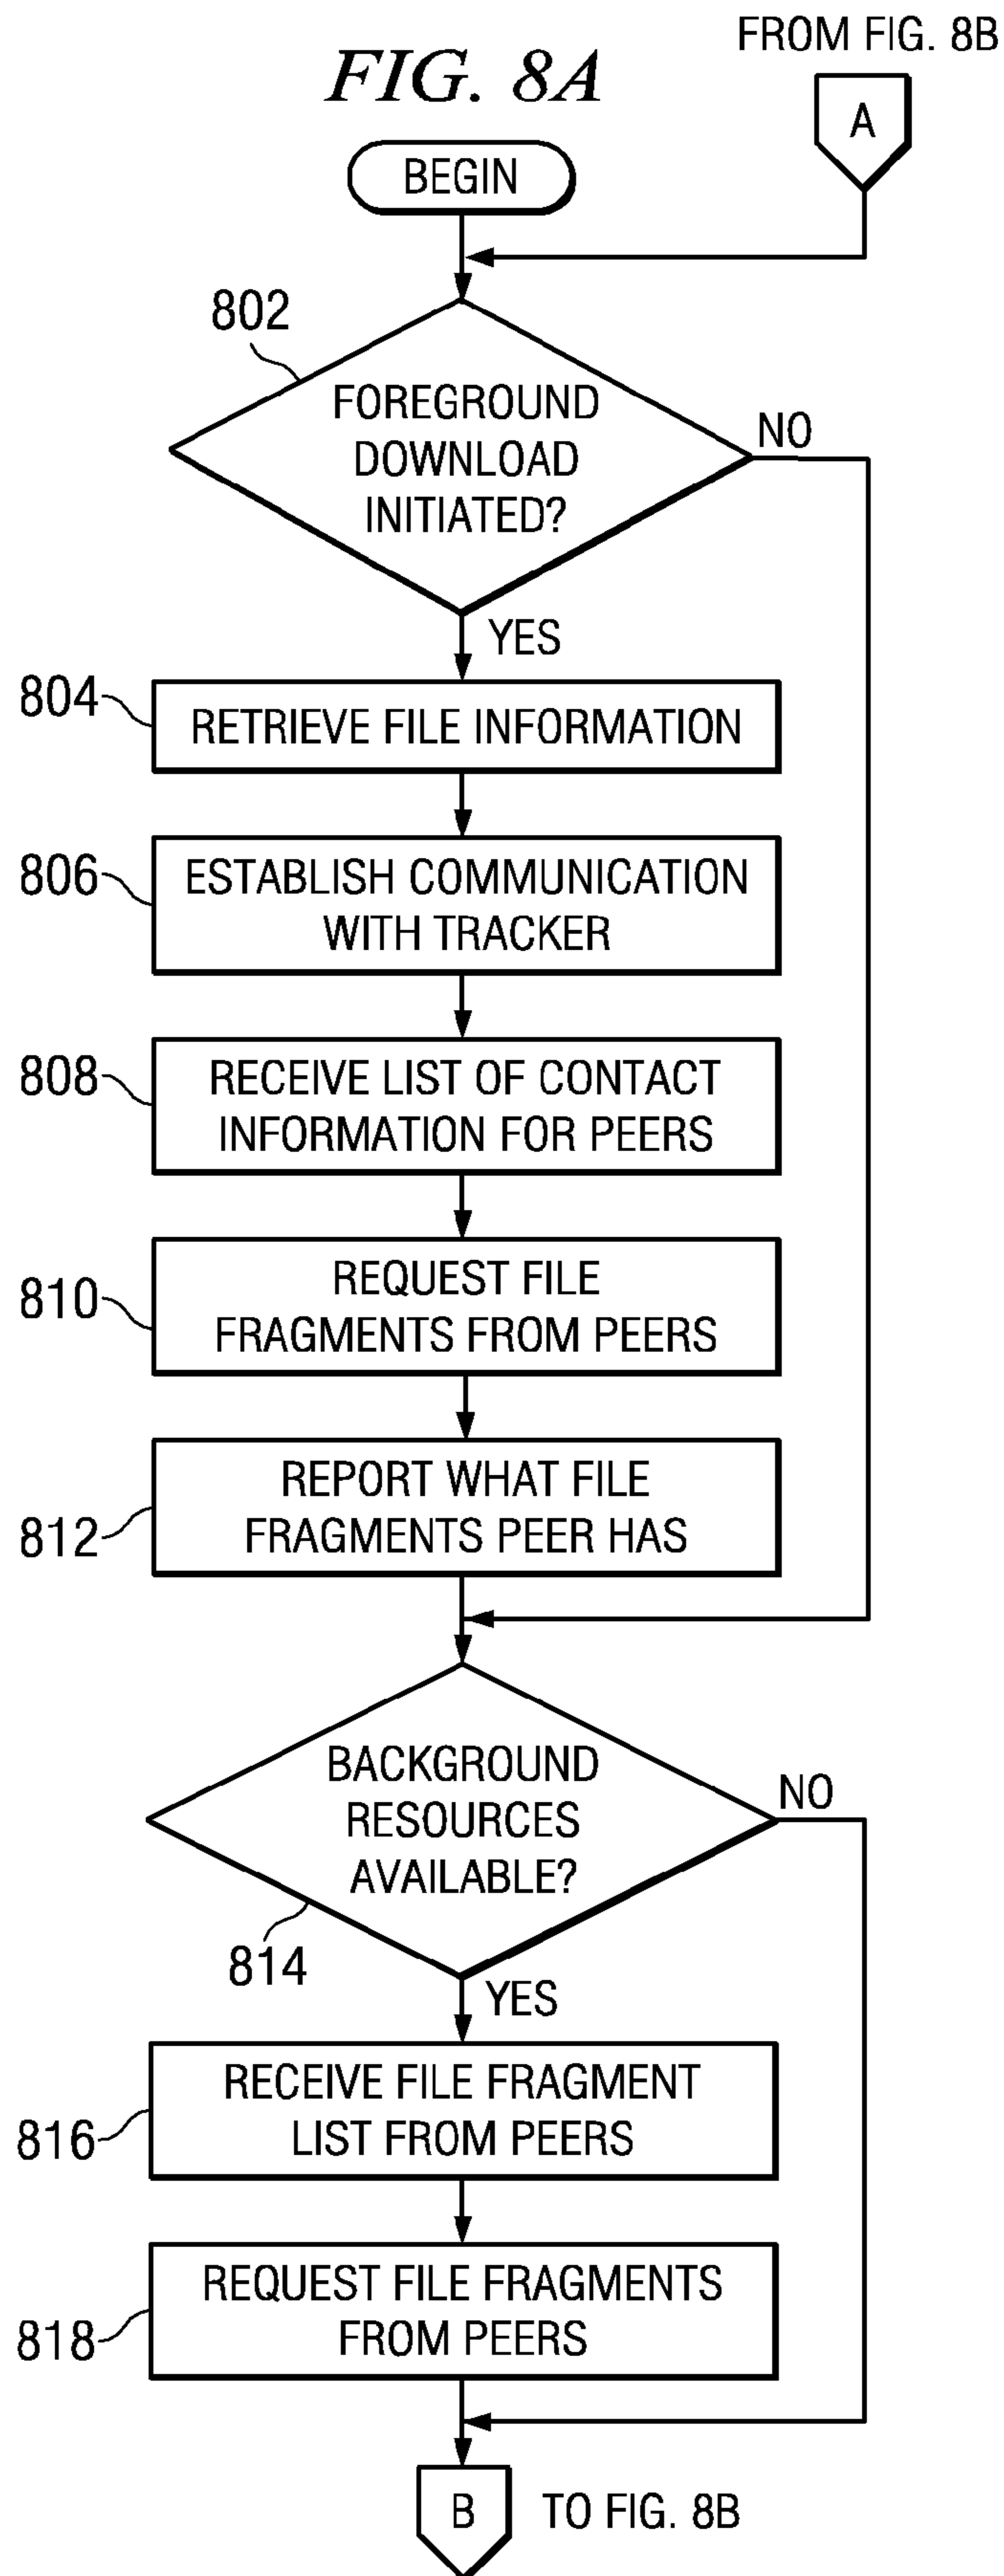 FROM FIG. 8B
FIG. 8A
A
BEGIN
802
FOREGROUND
DOWNLOAD
INITIATED?
NO
YES
804
RETRIEVE FILE INFORMATION
806
ESTABLISH COMMUNICATION
WITH TRACKER
808
RECEIVE LIST OF CONTACT
INFORMATION FOR PEERS
810
REQUEST FILE
FRAGMENTS FROM PEERS
812
REPORT WHAT FILE
FRAGMENTS PEER HAS
BACKGROUND
RESOURCES
AVAILABLE?
NO
814
YES
816
RECEIVE FILE FRAGMENT
LIST FROM PEERS
818
REQUEST FILE FRAGMENTS
FROM PEERS
B
TO FIG. 8B